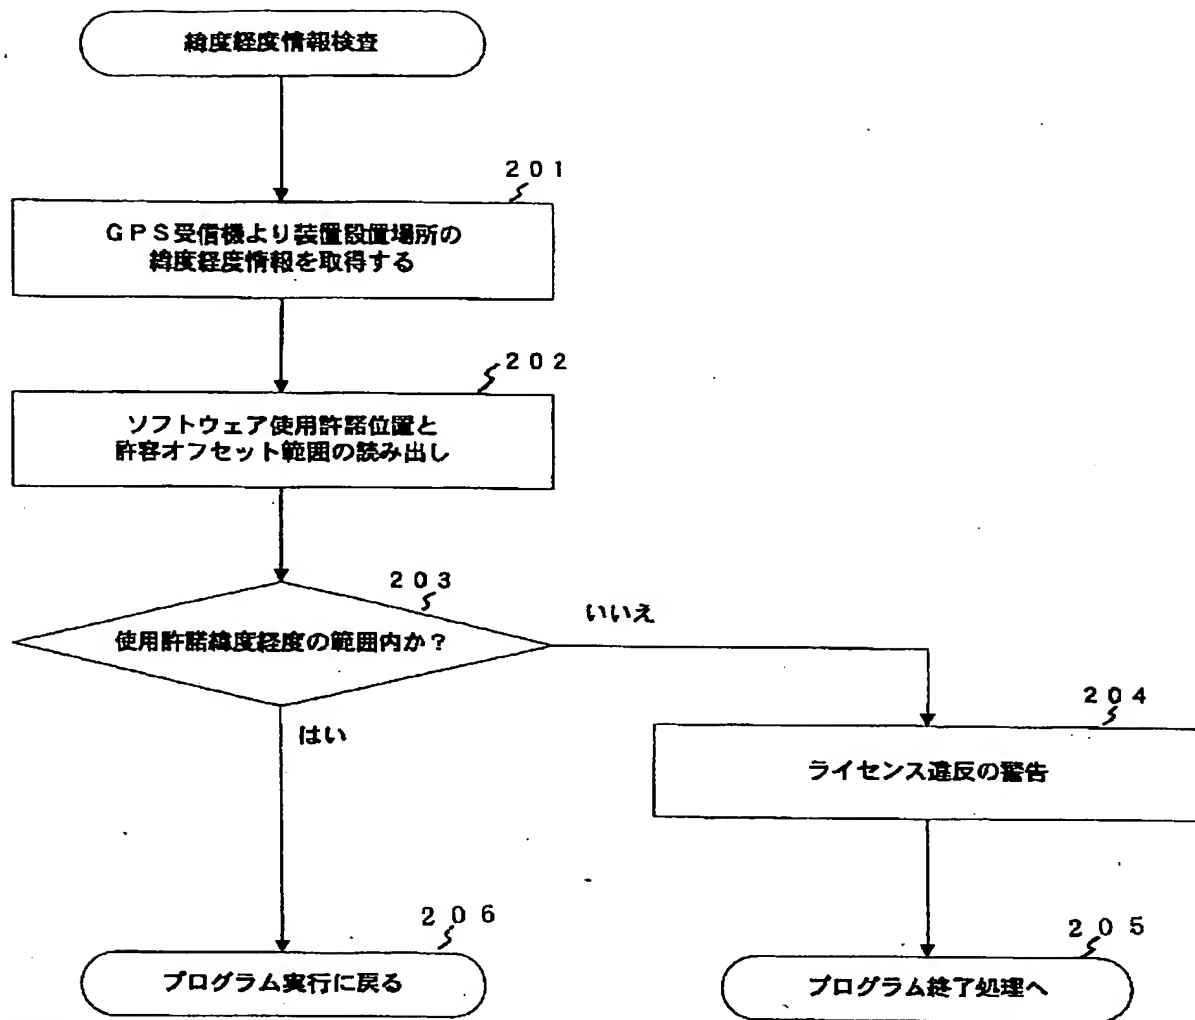 緯度経度情報検査
201
GPS受信機より装置設置場所の
緯度経度情報を取得する
202
ソフトウェア使用許諾位置と
許容オフセット範囲の読み出し
203
使用許諾緯度経度の範囲内か？
いいえ
はい
204
ライセンス違反の警告
206
プログラム実行に戻る
205
プログラム終了処理へ